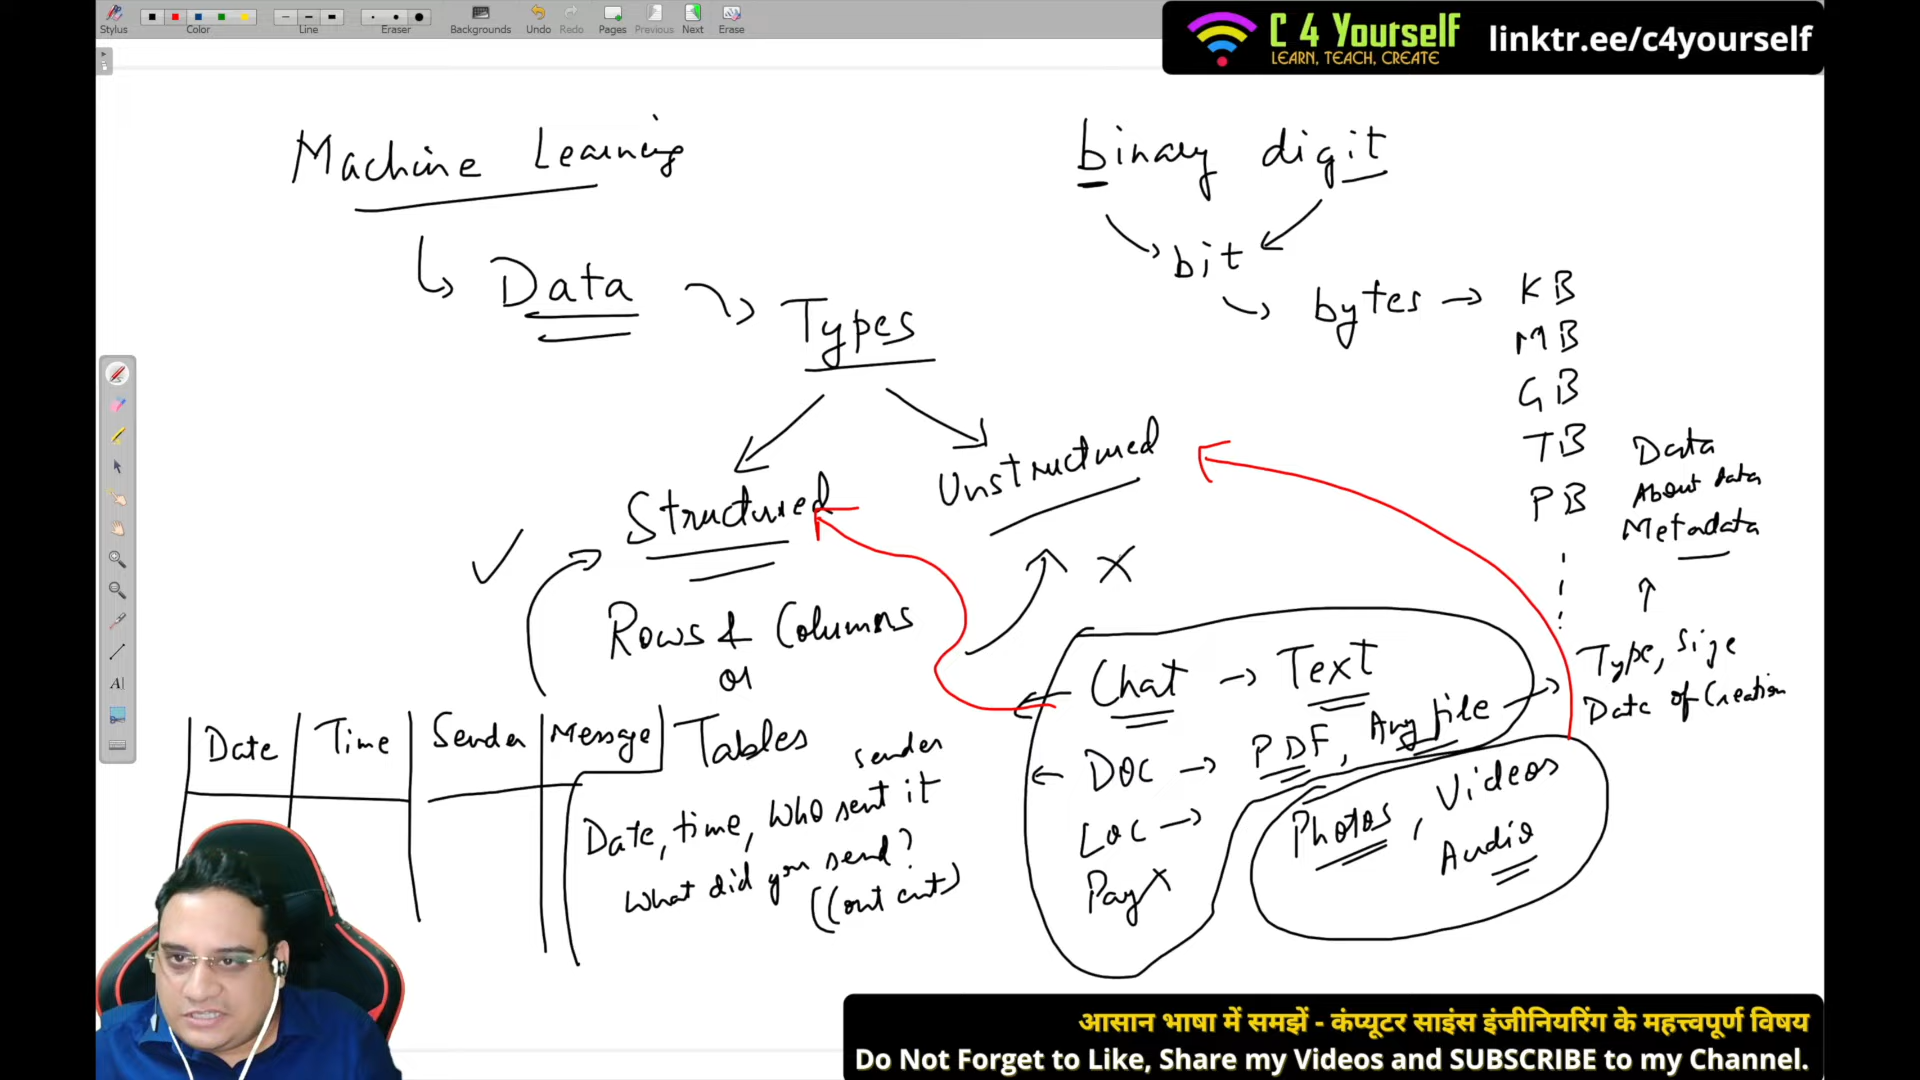 Stylus
Color
Line
Eraser
Backgrounds
Undo
Redo
Pages
Previous
Next
Erase
C 4 Yourself
LEARN, TEACH, CREATE
linktr.ee/c4yourself
Machine Learning
binary digit
bit
Data
Types
bytes → KB
MB
GB
TB
PB
Data
About data
Metadata
Structured
Unstructured
✓
X
Rows & Columns
or
Tables
Date
Time
Sender
Message
sender
Date, time, Who sent it
What did you send?
Chat → Text
DOC → PDF, Any file
LOC →
Pay X
Photos, Videos
Audio
Type, Size
Date of Creation
आसान भाषा में समझें - कंप्यूटर साइंस इंजीनियरिंग के महत्त्वपूर्ण विषय
Do Not Forget to Like, Share my Videos and SUBSCRIBE to my Channel.